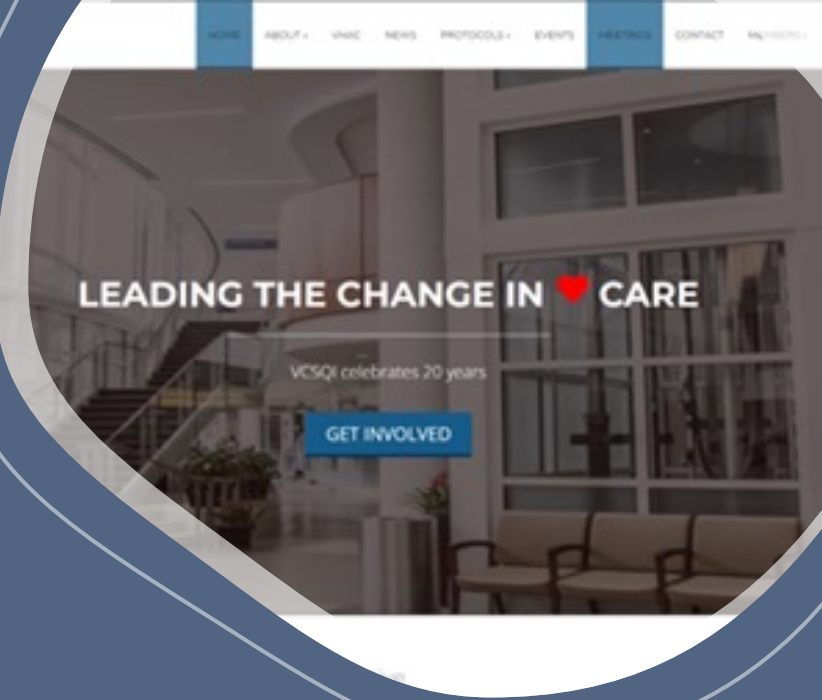 HOME ABOUT VHAC NEWS PROTOCOLS EVENTS MEETINGS CONTACT
LEADING THE CHANGE IN ❤ CARE
VCSQI celebrates 20 years
GET INVOLVED